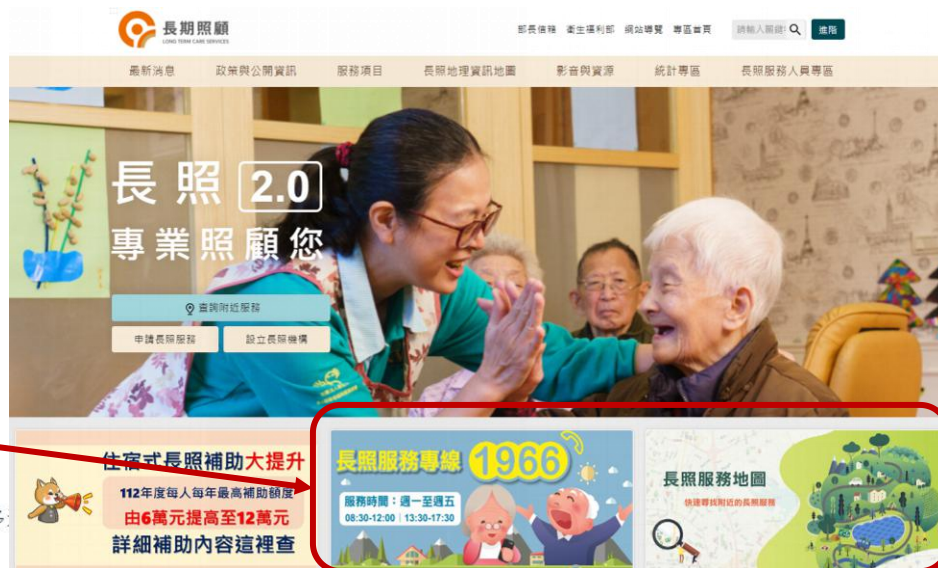 長期照顧
LONG TERM CARE SERVICES
部長信箱 衛生福利部 網站導覽 專區首頁
進階
最新消息 政策與公開資訊 服務項目 長照地理資訊地圖 影音與資源 統計專區 長照服務人員專區
長照 2.0
專業照顧您
查詢附近服務
申請長照服務 設立長照機構
住宿式長照補助大提升
112年度每人每年最高補助額度
由6萬元提高至12萬元
詳細補助內容這裡查
長照服務專線 1966
服務時間：週一至週五
08:30-12:00 | 13:30-17:30
長照服務地圖
快速尋找附近的長照服務